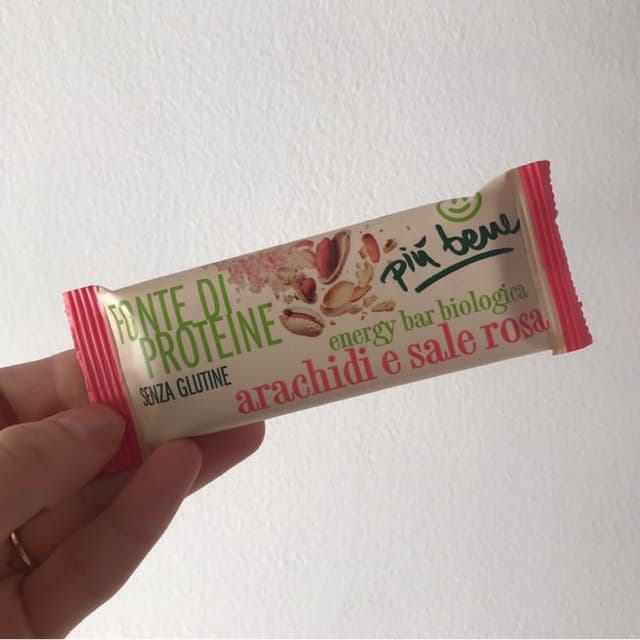 più bene
FONTE DI
PROTEINE
SENZA GLUTINE
energy bar biologica
arachidi e sale rosa